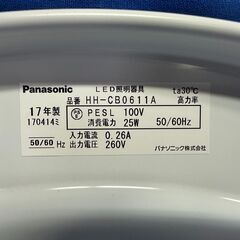 Panasonic LED照明器具 ta30℃
品番 HH-CB0611A 高力率
17年製 PESL 100V
170414ミ 消費電力 25W 50/60Hz
入力電流 0.26A
50/60 Hz 出力電圧 260V
パナソニック株式会社